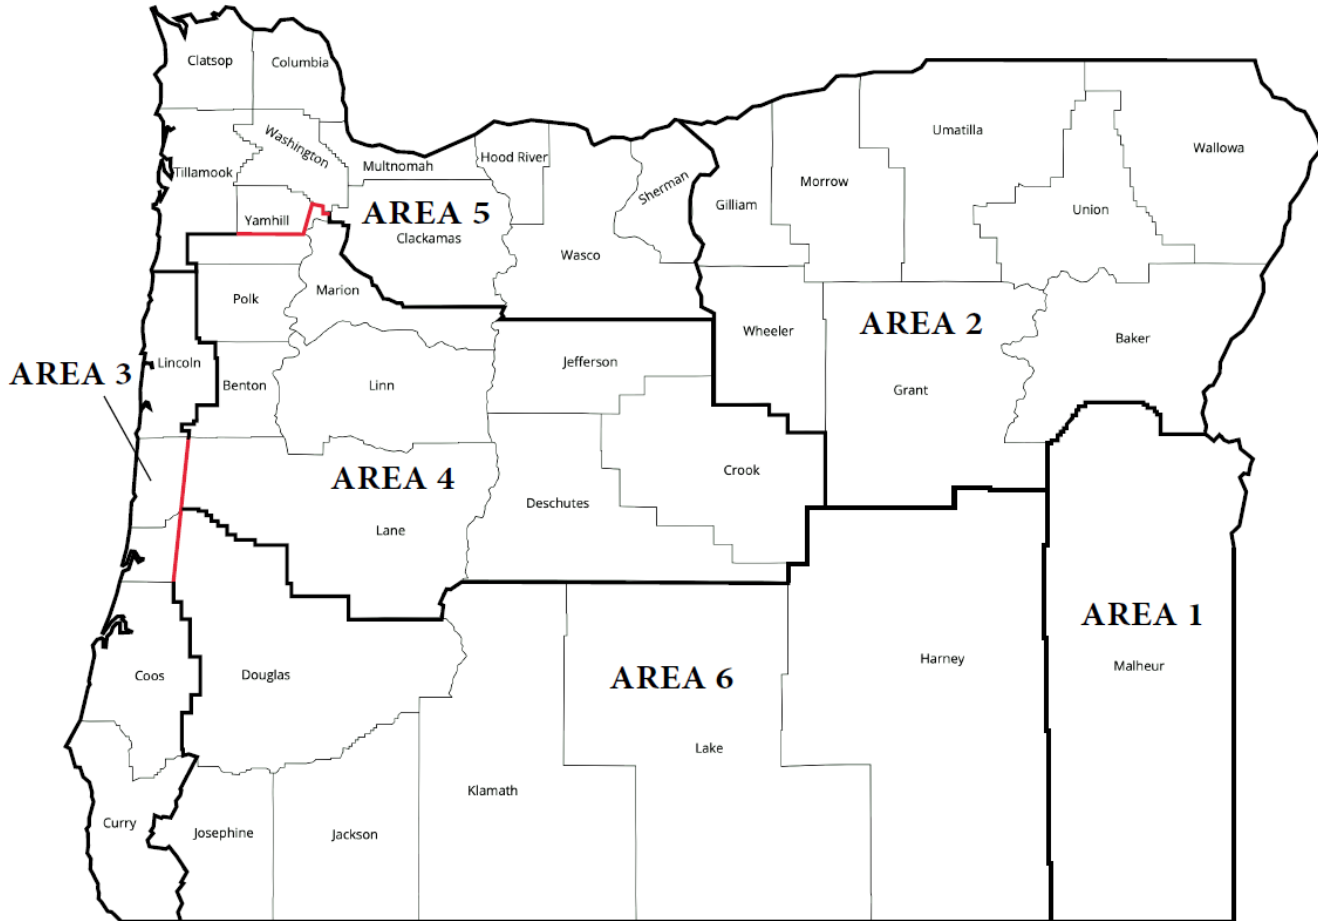 Clatsop
Columbia
Washington
Tillamook
Multnomah
Hood River
Yamhill
AREA 5
Clackamas
Wasco
Sherman
Gilliam
Morrow
Umatilla
Union
Wallowa
Polk
Marion
AREA 3
Lincoln
Benton
Linn
Jefferson
Wheeler
AREA 2
Grant
Baker
AREA 4
Lane
Deschutes
Crook
AREA 1
Malheur
Coos
Douglas
AREA 6
Lake
Harney
Klamath
Curry
Josephine
Jackson